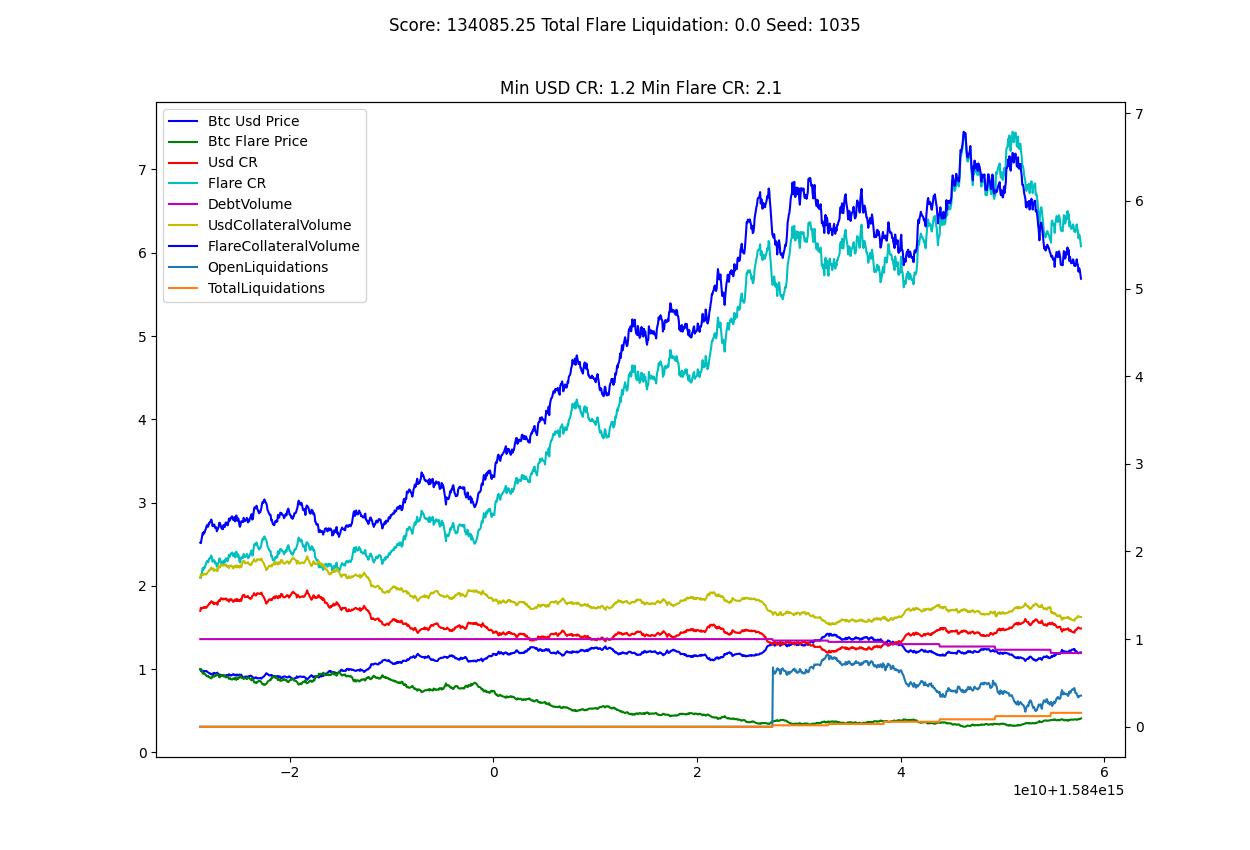 Score: 134085.25 Total Flare Liquidation: 0.0 Seed: 1035
Min USD CR: 1.2 Min Flare CR: 2.1
Btc Usd Price
Btc Flare Price
Usd CR
Flare CR
DebtVolume
UsdCollateralVolume
FlareCollateralVolume
OpenLiquidations
TotalLiquidations
7
6
5
4
3
2
1
0
7
6
5
4
3
2
1
0
−2
0
2
4
6
1e10+1.584e15